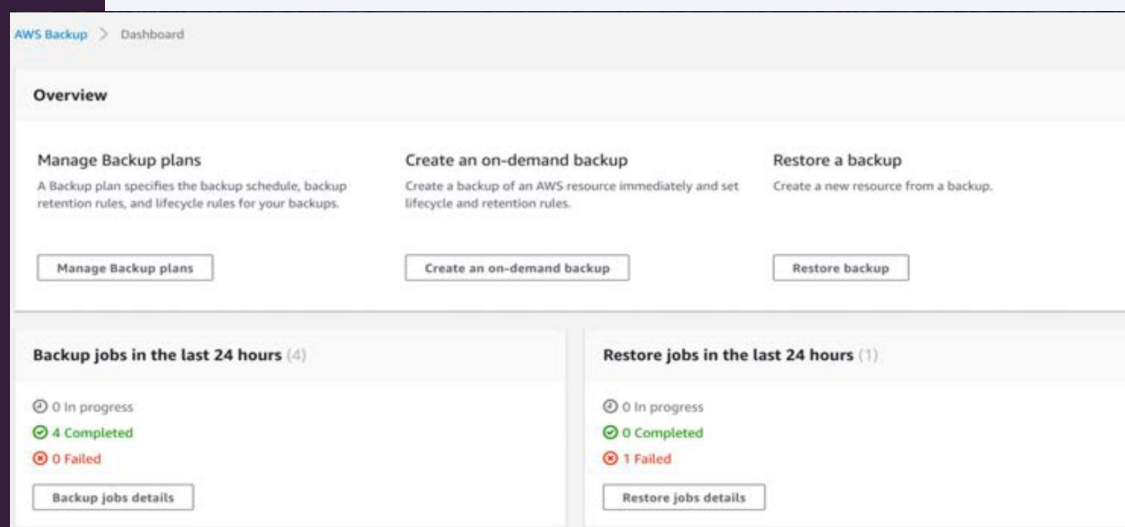 AWS Backup > Dashboard
Overview
Manage Backup plans
A Backup plan specifies the backup schedule, backup
retention rules, and lifecycle rules for your backups.
Manage Backup plans
Create an on-demand backup
Create a backup of an AWS resource immediately and set
lifecycle and retention rules.
Create an on-demand backup
Restore a backup
Create a new resource from a backup.
Restore backup
Backup jobs in the last 24 hours (4)
0 In progress
4 Completed
0 Failed
Backup jobs details
Restore jobs in the last 24 hours (1)
0 In progress
0 Completed
1 Failed
Restore jobs details